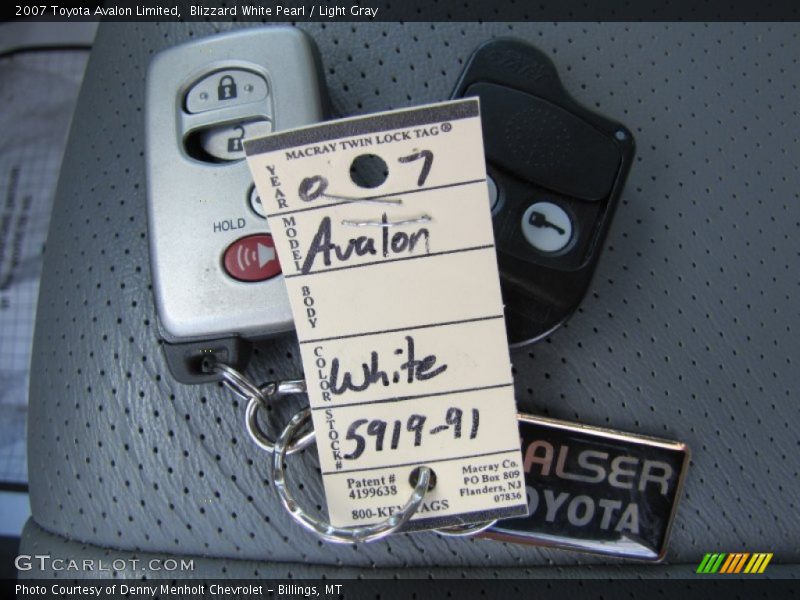 2007 Toyota Avalon Limited,  Blizzard White Pearl / Light Gray
HOLD
MACRAY TWIN LOCK TAG®
YEAR 07
MODEL Avalon
BODY
COLOR White
STOCK# 5919-91
Patent #
4199638
Macray Co.
PO Box 809
Flanders, NJ
07836
800-KEY TAGS
ALSER
OYOTA
GTCARLOT.COM
Photo Courtesy of Denny Menholt Chevrolet – Billings, MT